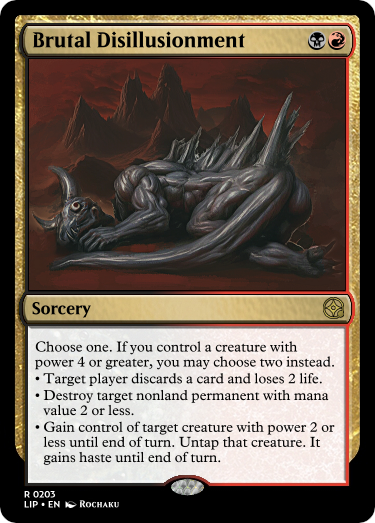 Brutal Disillusionment
Sorcery
Choose one. If you control a creature with
power 4 or greater, you may choose two instead.
• Target player discards a card and loses 2 life.
• Destroy target nonland permanent with mana
value 2 or less.
• Gain control of target creature with power 2 or
less until end of turn. Untap that creature. It
gains haste until end of turn.
R 0203
LIP • EN Rochaku